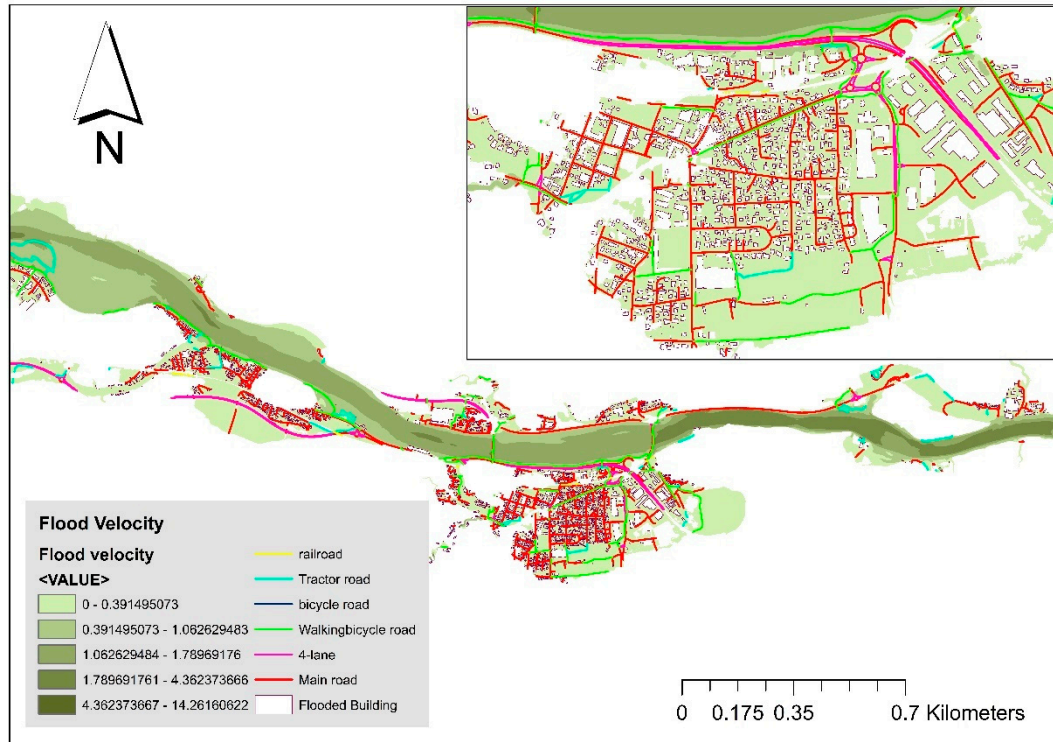 N
Flood Velocity
Flood velocity
<VALUE>
0 - 0.391495073
0.391495073 - 1.062629483
1.062629484 - 1.78969176
1.789691761 - 4.362373666
4.362373667 - 14.26160622
railroad
Tractor road
bicycle road
Walkingbicycle road
4-lane
Main road
Flooded Building
0 0.175 0.35 0.7 Kilometers